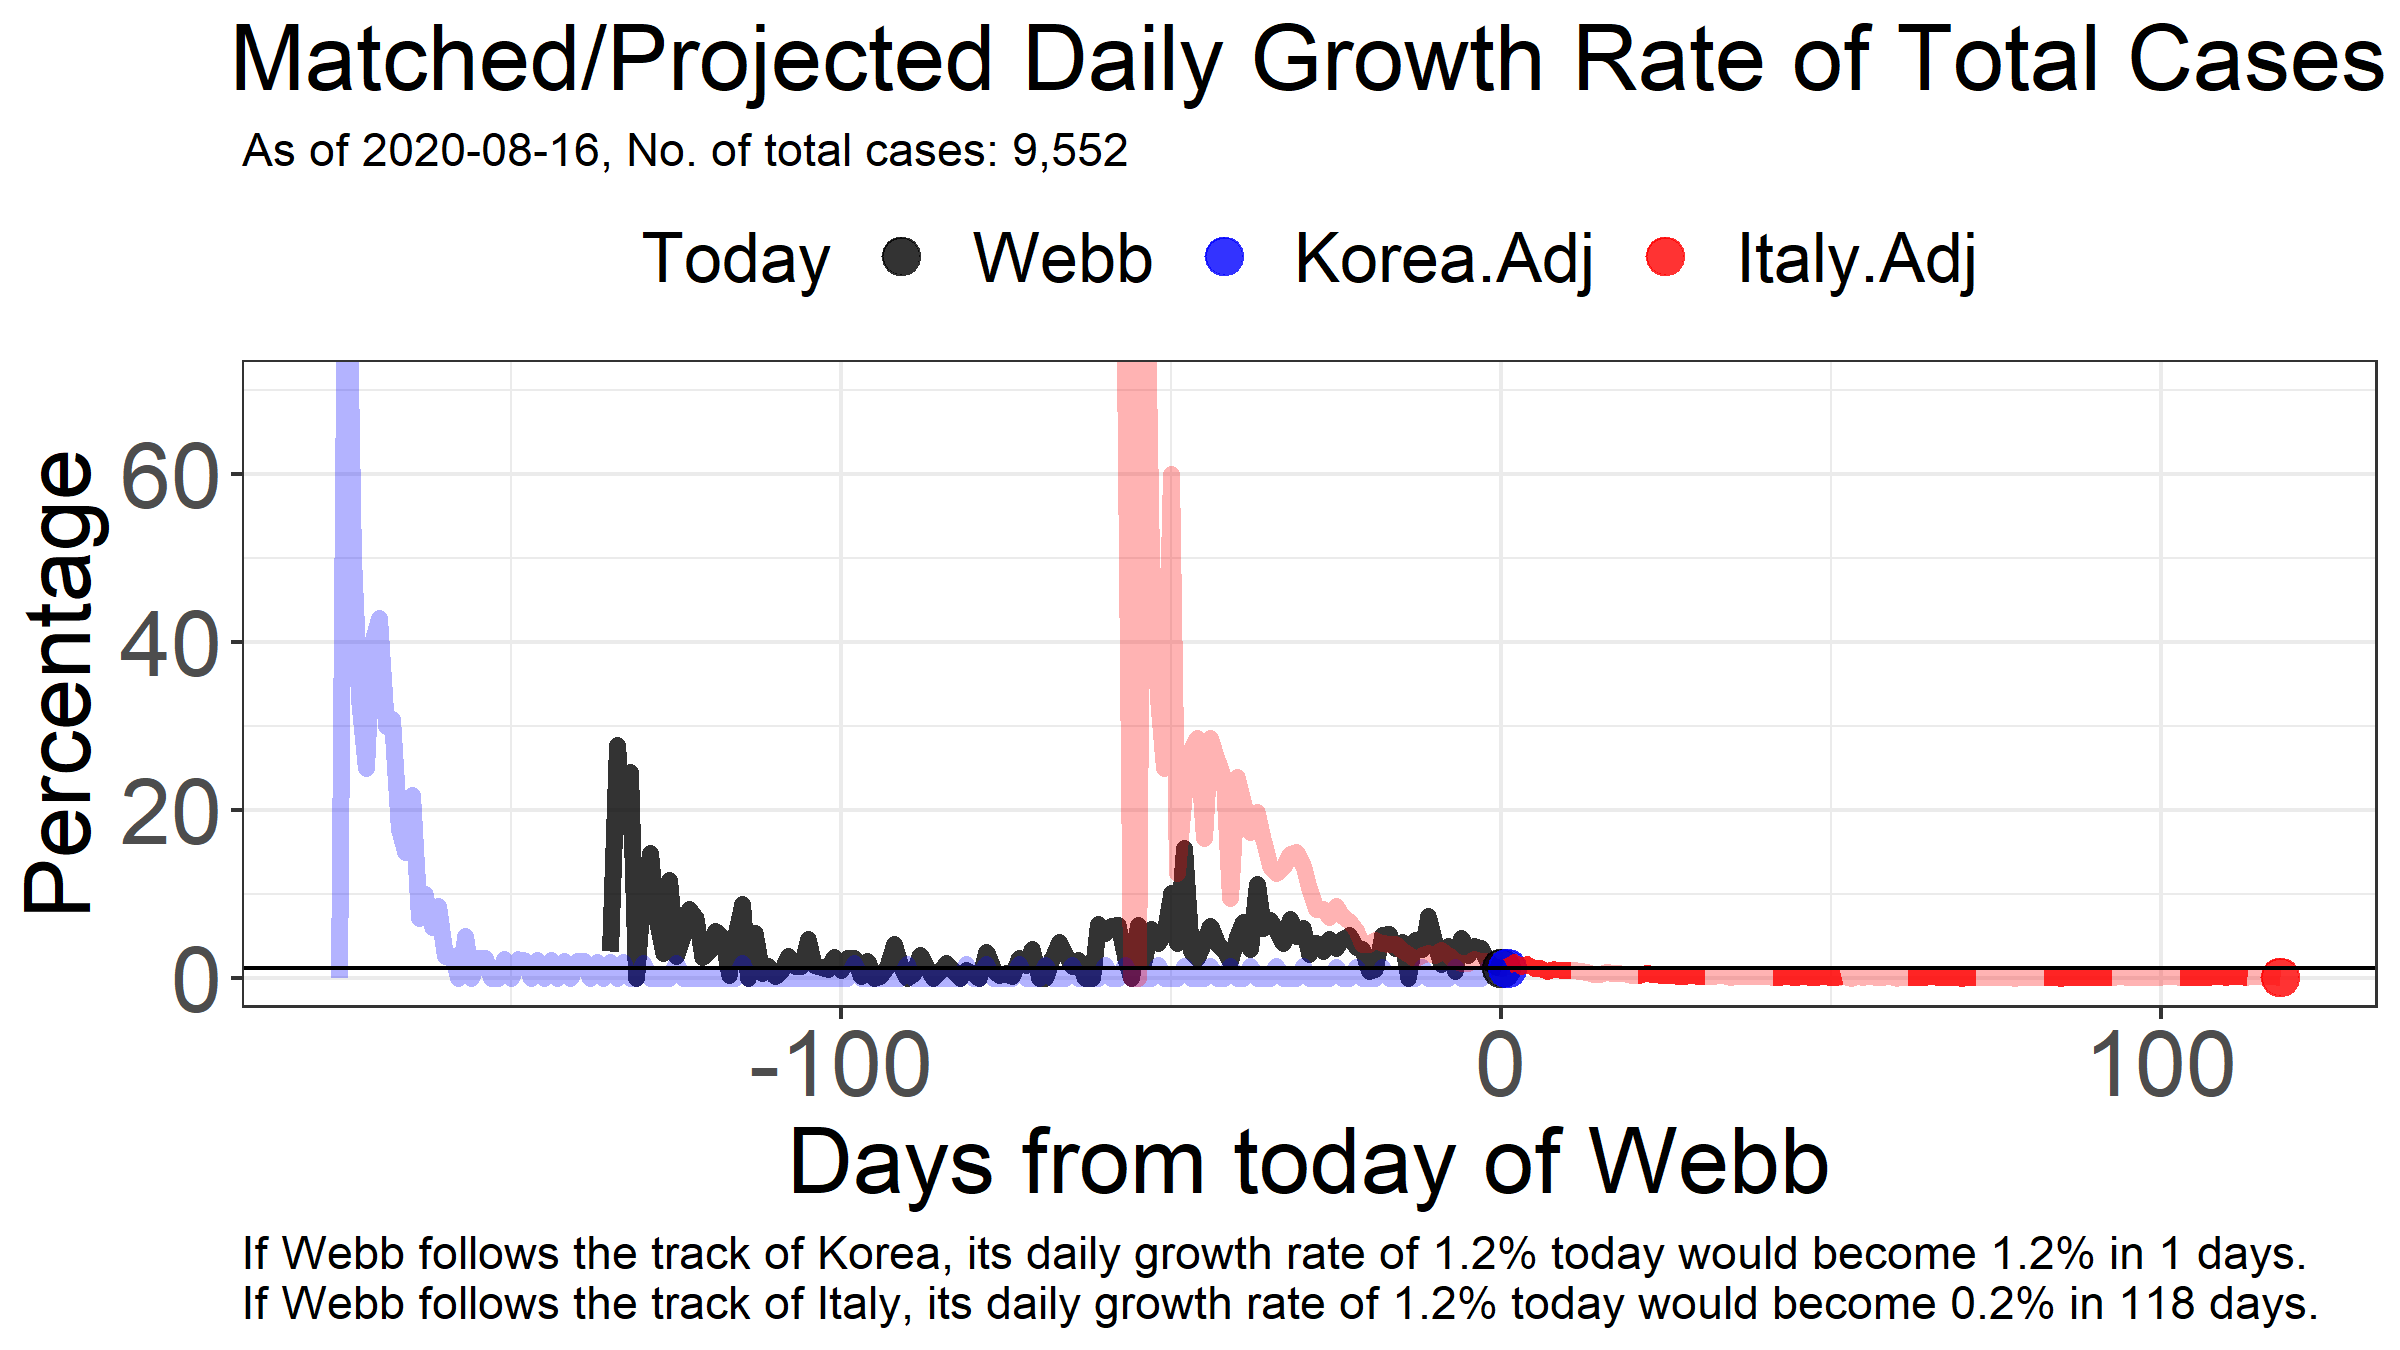 Matched/Projected Daily Growth Rate of Total Cases
As of 2020-08-16, No. of total cases: 9,552
Today Webb Korea.Adj Italy.Adj
Percentage
60
40
20
0
-100 0 100
Days from today of Webb
If Webb follows the track of Korea, its daily growth rate of 1.2% today would become 1.2% in 1 days.
If Webb follows the track of Italy, its daily growth rate of 1.2% today would become 0.2% in 118 days.